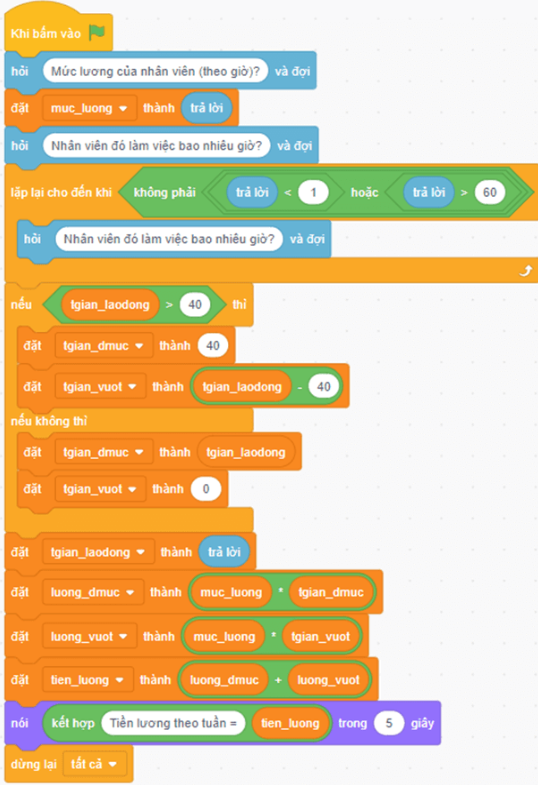 Khi bấm vào
hỏi Mức lương của nhân viên (theo giờ)? và đợi
đặt muc_luong thành trả lời
hỏi Nhân viên đó làm việc bao nhiêu giờ? và đợi
lặp lại cho đến khi không phải trả lời < 1 hoặc trả lời > 60
hỏi Nhân viên đó làm việc bao nhiêu giờ? và đợi
nếu tgian_laodong > 40 thì
đặt tgian_dmuc thành 40
đặt tgian_vuot thành tgian_laodong - 40
nếu không thì
đặt tgian_dmuc thành tgian_laodong
đặt tgian_vuot thành 0
đặt tgian_laodong thành trả lời
đặt luong_dmuc thành muc_luong * tgian_dmuc
đặt luong_vuot thành muc_luong * tgian_vuot
đặt tien_luong thành luong_dmuc + luong_vuot
nói kết hợp Tiền lương theo tuần = tien_luong trong 5 giây
dừng lại tất cả